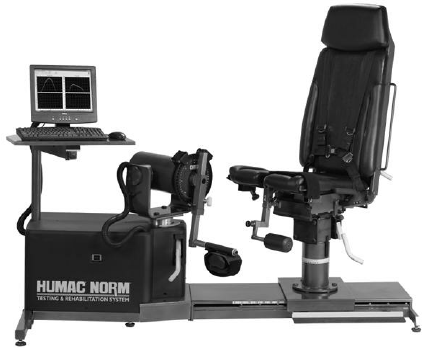 HUMAC NORM
TESTING & REHABILITATION SYSTEM